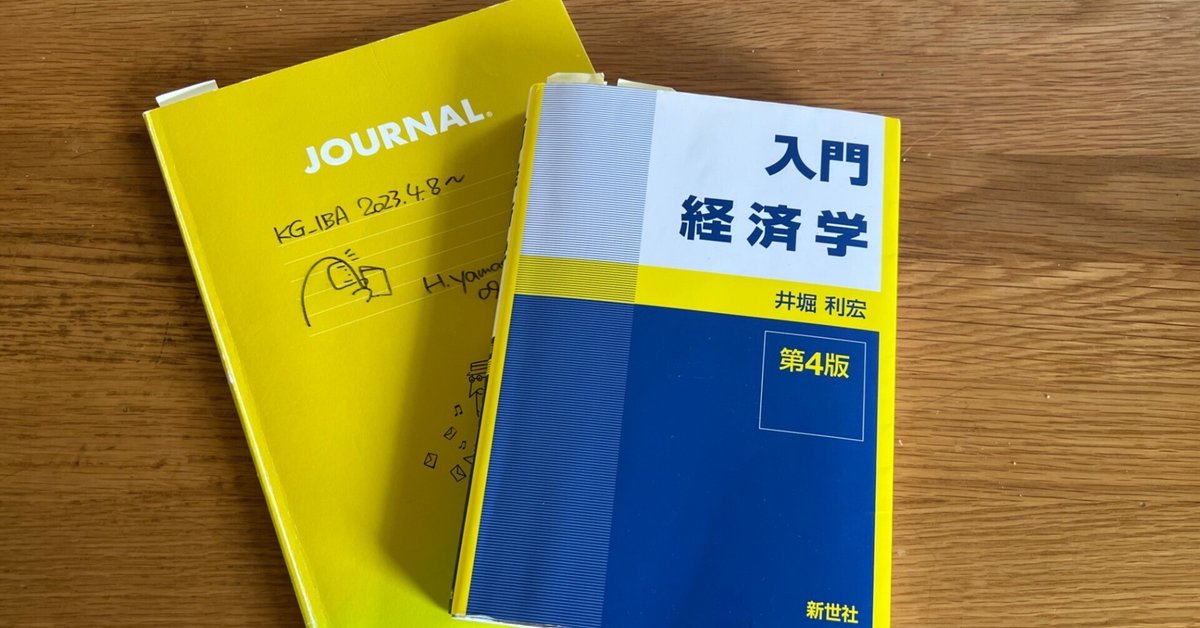 JOURNAL®
KG_IBA 2023.4.8~
H.Yama
入門
経済学
井堀 利宏
第4版
新世社